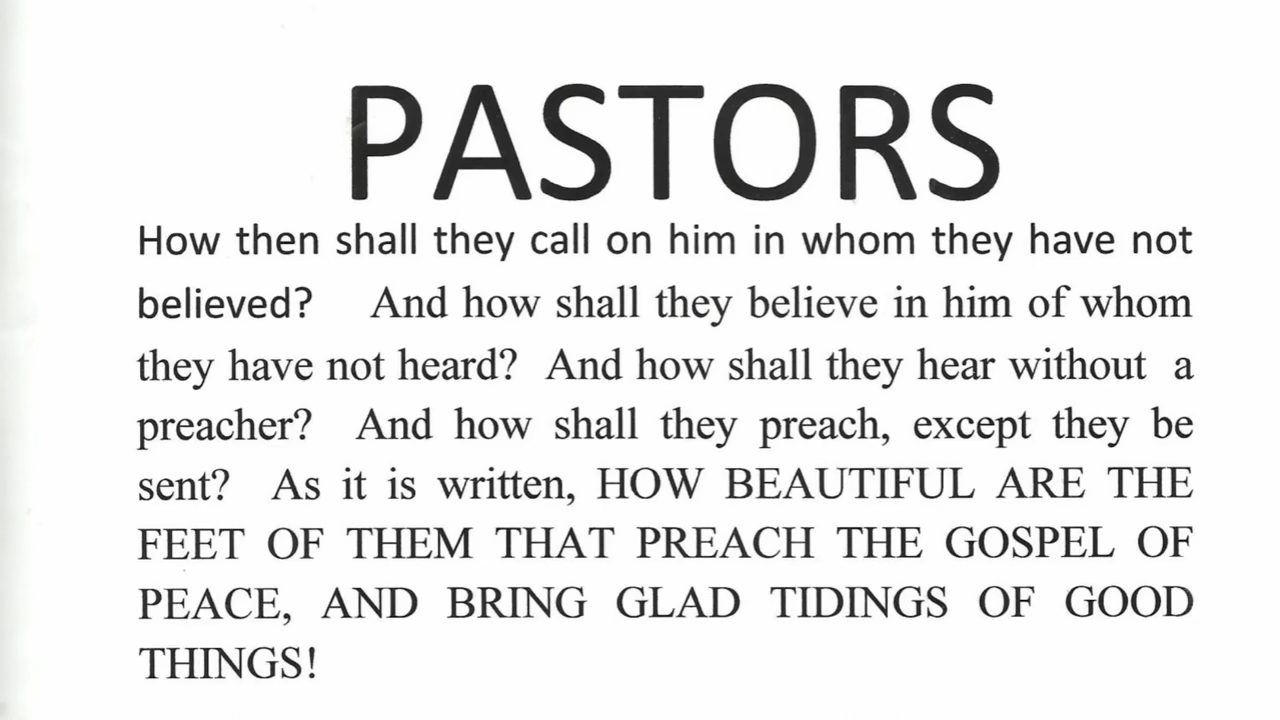 PASTORS
How then shall they call on him in whom they have not
believed? And how shall they believe in him of whom
they have not heard? And how shall they hear without a
preacher? And how shall they preach, except they be
sent? As it is written, HOW BEAUTIFUL ARE THE
FEET OF THEM THAT PREACH THE GOSPEL OF
PEACE, AND BRING GLAD TIDINGS OF GOOD
THINGS!